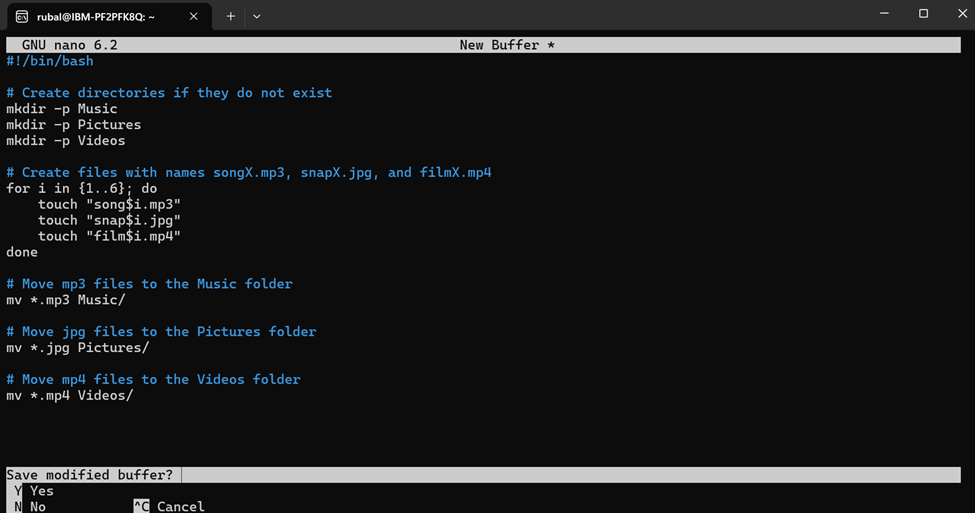 rubal@IBM-PF2PFK8Q: ~
GNU nano 6.2 New Buffer *
#!/bin/bash
# Create directories if they do not exist
mkdir -p Music
mkdir -p Pictures
mkdir -p Videos
# Create files with names songX.mp3, snapX.jpg, and filmX.mp4
for i in {1..6}; do
    touch "song$i.mp3"
    touch "snap$i.jpg"
    touch "film$i.mp4"
done
# Move mp3 files to the Music folder
mv *.mp3 Music/
# Move jpg files to the Pictures folder
mv *.jpg Pictures/
# Move mp4 files to the Videos folder
mv *.mp4 Videos/
Save modified buffer?
Y Yes
N No ^C Cancel